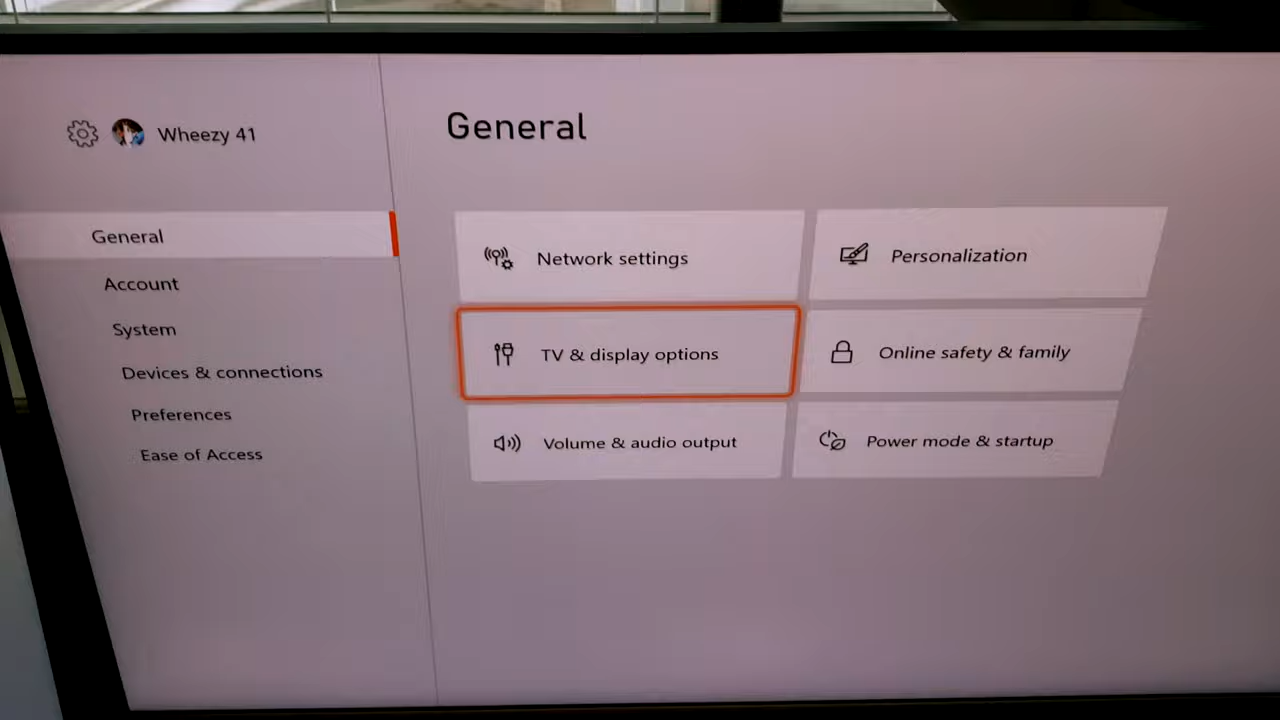 Wheezy 41
General
Account
System
Devices & connections
Preferences
Ease of Access
General
Network settings
Personalization
TV & display options
Online safety & family
Volume & audio output
Power mode & startup